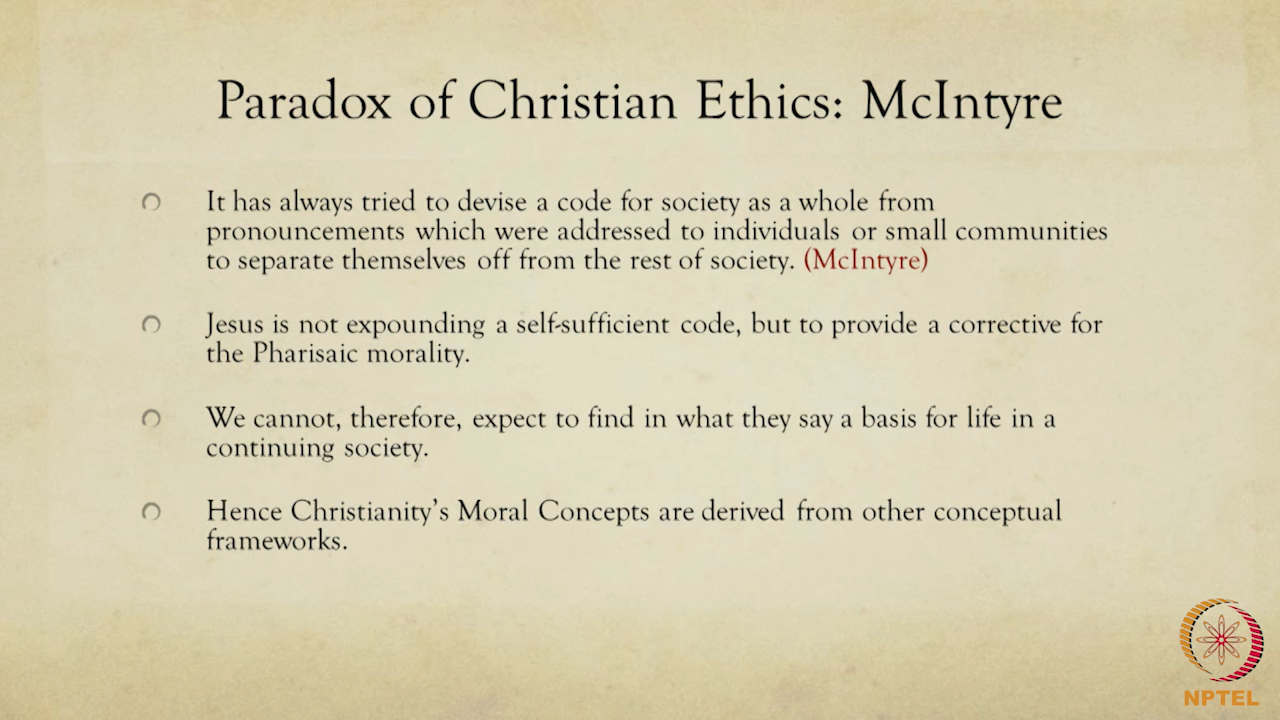 Paradox of Christian Ethics: McIntyre
It has always tried to devise a code for society as a whole from
pronouncements which were addressed to individuals or small communities
to separate themselves off from the rest of society. (McIntyre)
Jesus is not expounding a self-sufficient code, but to provide a corrective for
the Pharisaic morality.
We cannot, therefore, expect to find in what they say a basis for life in a
continuing society.
Hence Christianity’s Moral Concepts are derived from other conceptual
frameworks.
NPTEL